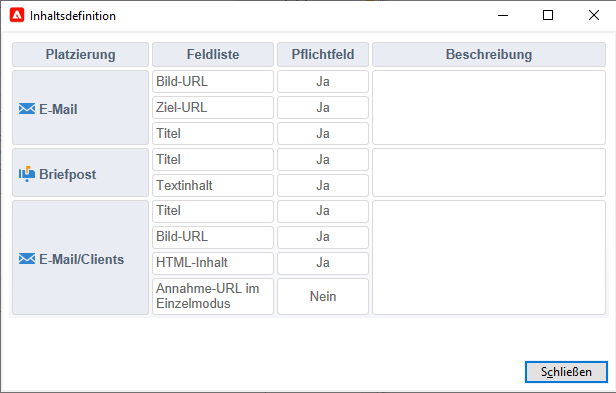 Inhaltsdefinition
Platzierung Feldliste Pflichtfeld Beschreibung
E-Mail
Bild-URL Ja
Ziel-URL Ja
Titel Ja
Briefpost
Titel Ja
Textinhalt Ja
E-Mail/Clients
Titel Ja
Bild-URL Ja
HTML-Inhalt Ja
Annahme-URL im
Einzelmodus
Nein
Schließen